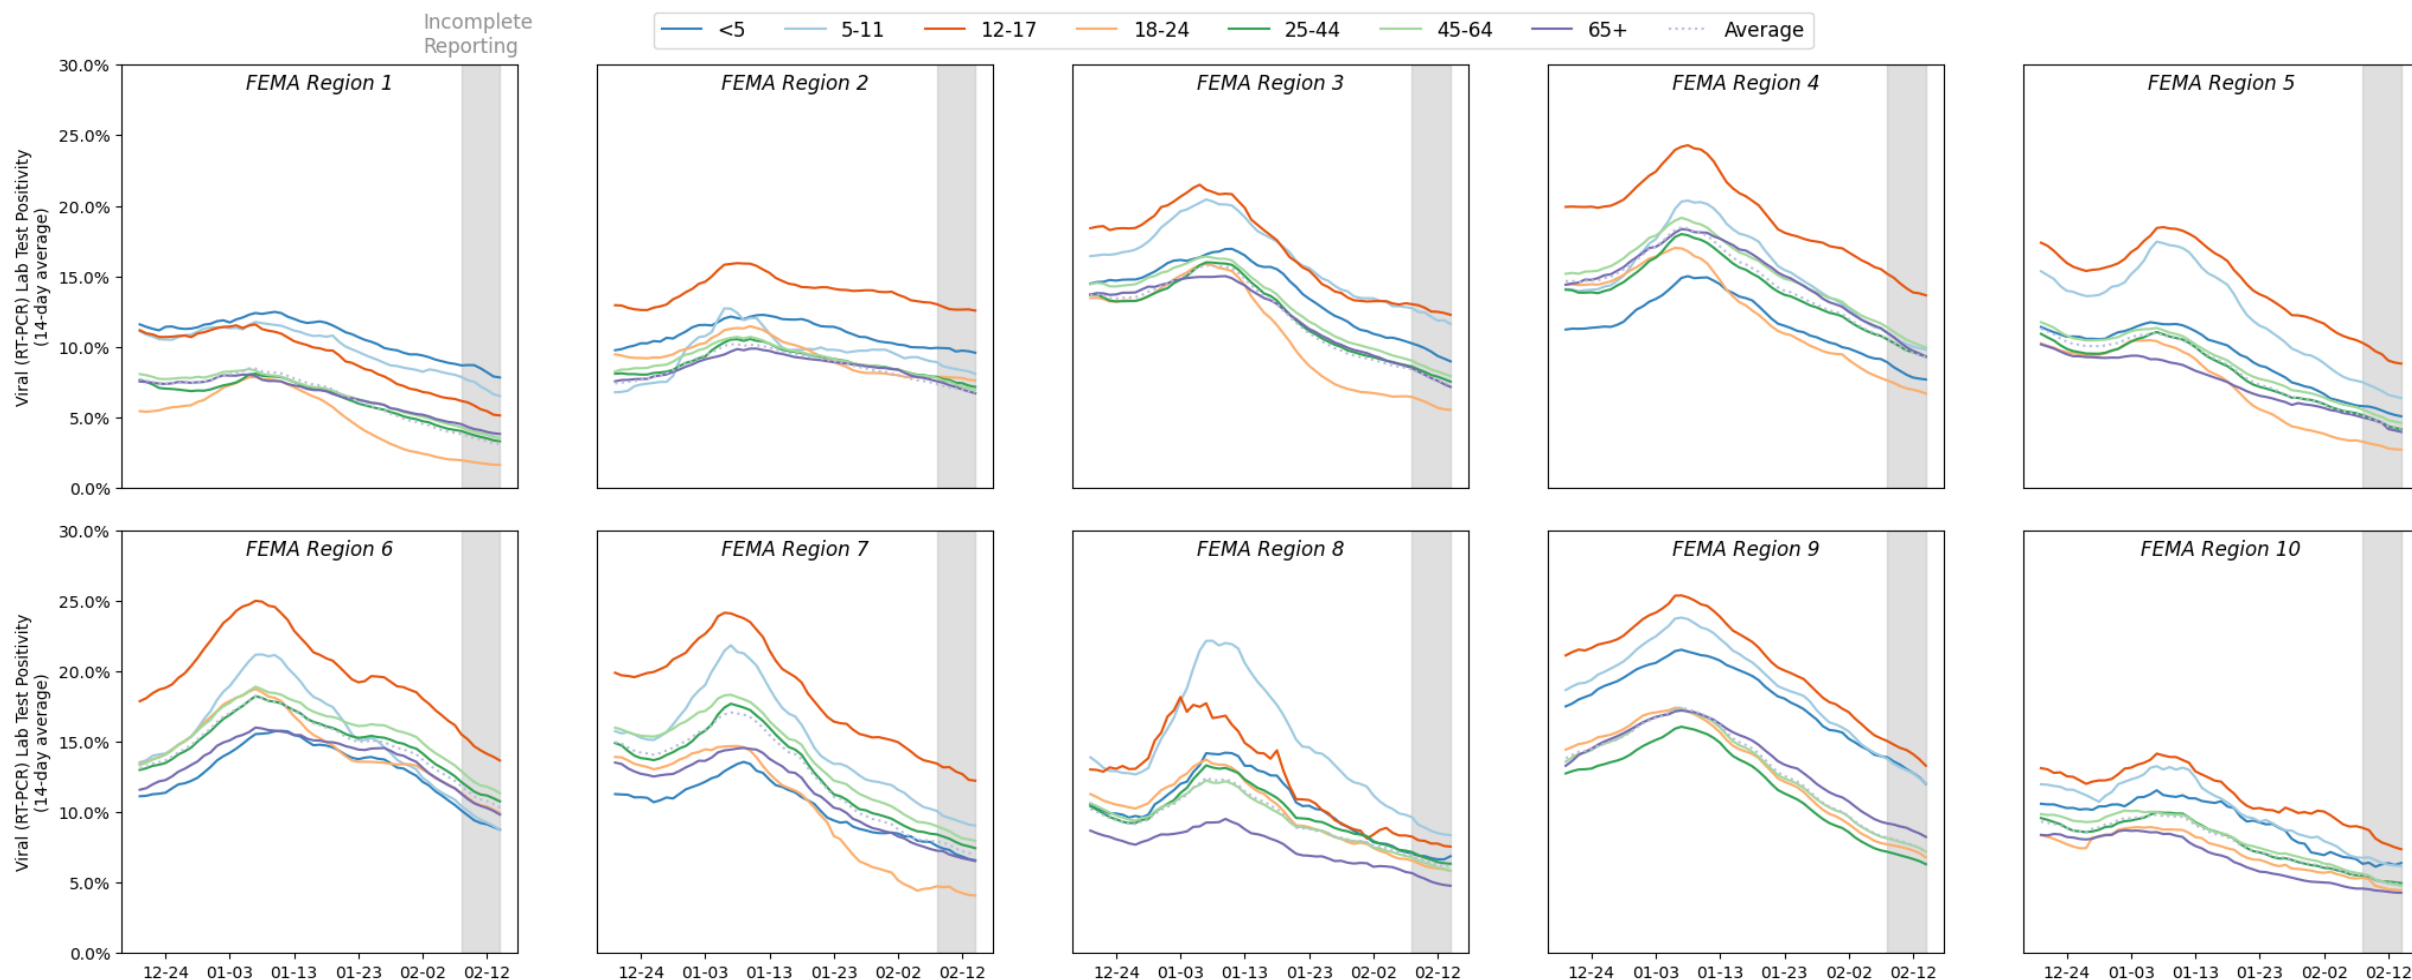 Incomplete
Reporting
<5 5-11 12-17 18-24 25-44 45-64 65+ Average
Viral (RT-PCR) Lab Test Positivity
(14-day average)
30.0%
25.0%
20.0%
15.0%
10.0%
5.0%
0.0%
FEMA Region 1
FEMA Region 2
FEMA Region 3
FEMA Region 4
FEMA Region 5
Viral (RT-PCR) Lab Test Positivity
(14-day average)
30.0%
25.0%
20.0%
15.0%
10.0%
5.0%
0.0%
FEMA Region 6
FEMA Region 7
FEMA Region 8
FEMA Region 9
FEMA Region 10
12-24 01-03 01-13 01-23 02-02 02-12
12-24 01-03 01-13 01-23 02-02 02-12
12-24 01-03 01-13 01-23 02-02 02-12
12-24 01-03 01-13 01-23 02-02 02-12
12-24 01-03 01-13 01-23 02-02 02-12